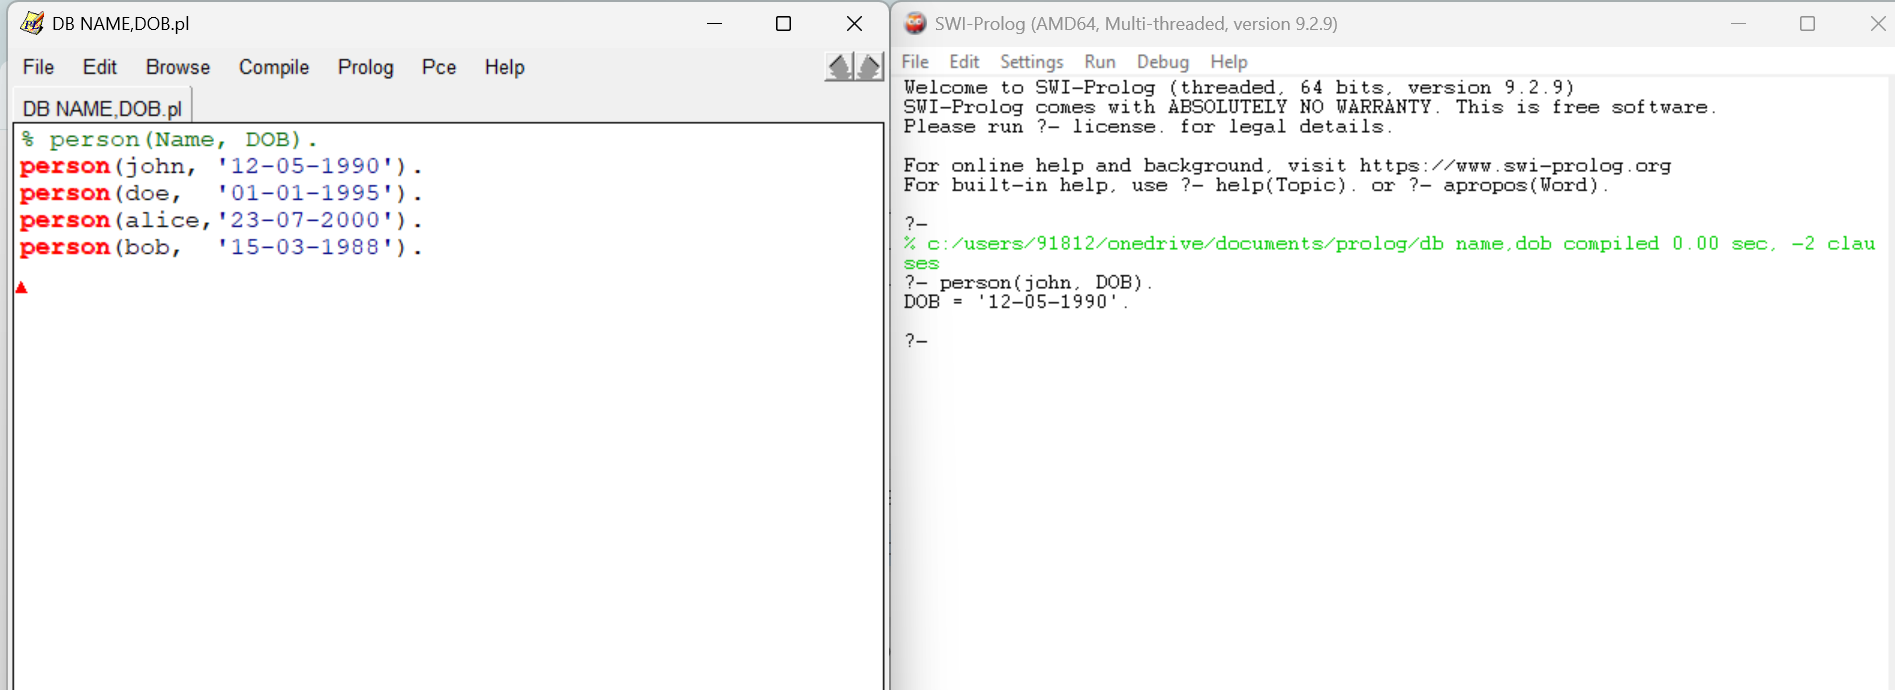 DB NAME,DOB.pl
File Edit Browse Compile Prolog Pce Help
DB NAME,DOB.pl
% person(Name, DOB).
person(john, '12-05-1990').
person(doe,  '01-01-1995').
person(alice,'23-07-2000').
person(bob,  '15-03-1988').
SWI-Prolog (AMD64, Multi-threaded, version 9.2.9)
File Edit Settings Run Debug Help
Welcome to SWI-Prolog (threaded, 64 bits, version 9.2.9)
SWI-Prolog comes with ABSOLUTELY NO WARRANTY. This is free software.
Please run ?- license. for legal details.
For online help and background, visit https://www.swi-prolog.org
For built-in help, use ?- help(Topic). or ?- apropos(Word).
?-
% c:/users/91812/onedrive/documents/prolog/db name,dob compiled 0.00 sec, -2 clau
ses
?- person(john, DOB).
DOB = '12-05-1990'.
?-